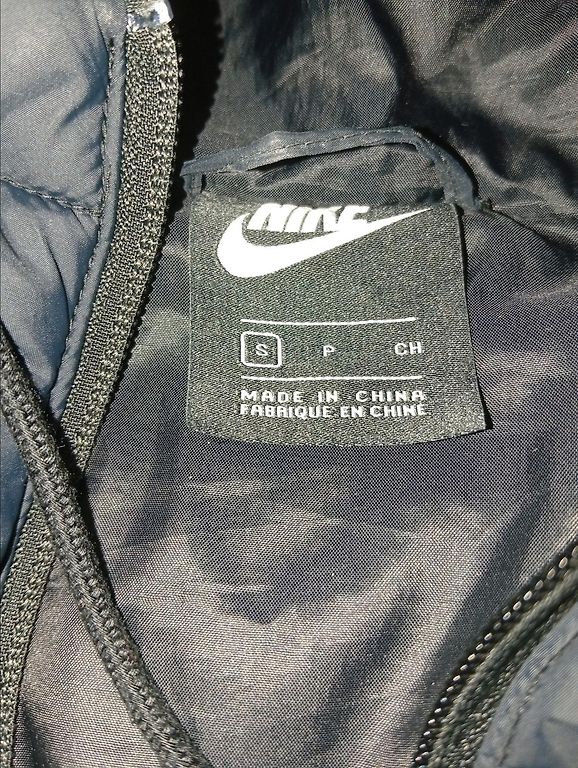 NIKE
S P CH
MADE IN CHINA
FABRIQUE EN CHINE